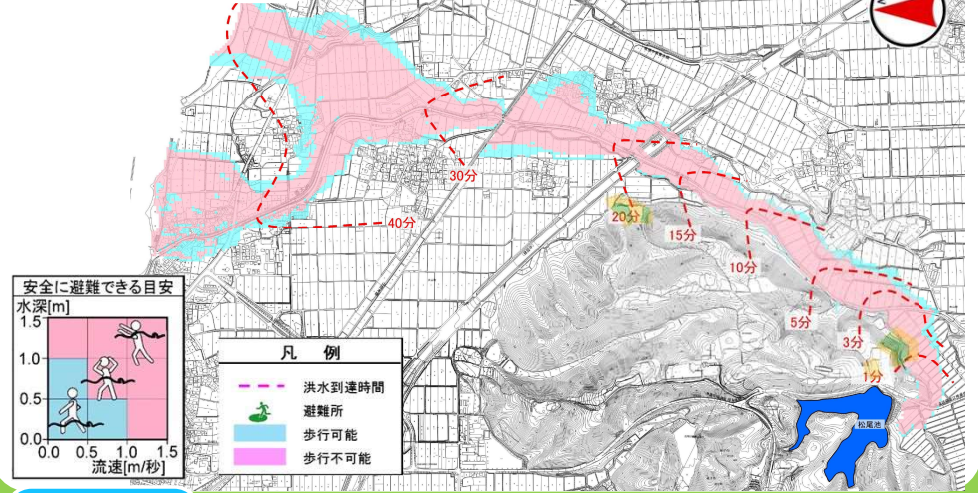 30分
40分
20分
15分
10分
5分
3分
1分
松尾池
安全に避難できる目安
水深[m]
1.5
1.0
0.5
0.0
0.0 0.5 1.0 1.5
流速[m/秒]
凡 例
洪水到達時間
避難所
歩行可能
歩行不可能